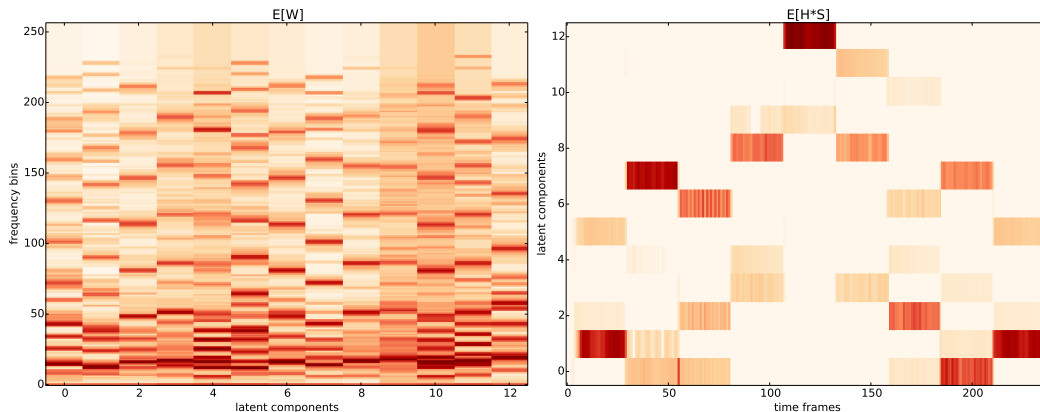 E[W]
250
200
150
100
50
0
frequency bins
0 2 4 6 8 10 12
latent components
E[H*S]
12
10
8
6
4
2
0
latent components
0 50 100 150 200
time frames